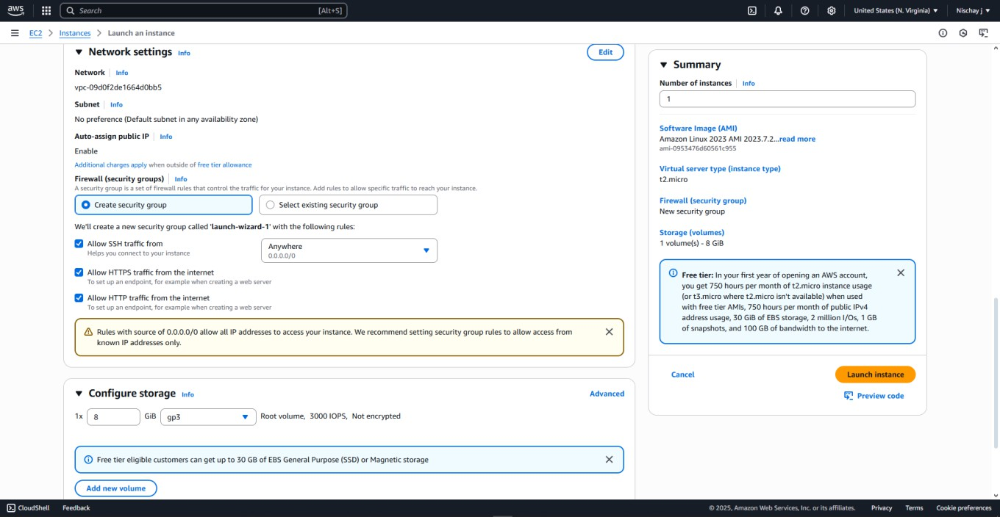 aws
Search [Alt+S]
United States (N. Virginia)
Nischay j
EC2 > Instances > Launch an instance
Network settings Info
Edit
Network Info
vpc-09d0f2de1664d0bb5
Subnet Info
No preference (Default subnet in any availability zone)
Auto-assign public IP Info
Enable
Additional charges apply when outside of free tier allowance
Firewall (security groups) Info
A security group is a set of firewall rules that control the traffic for your instance. Add rules to allow specific traffic to reach your instance.
Create security group
Select existing security group
We'll create a new security group called 'launch-wizard-1' with the following rules:
Allow SSH traffic from
Helps you connect to your instance
Anywhere
0.0.0.0/0
Allow HTTPS traffic from the internet
To set up an endpoint, for example when creating a web server
Allow HTTP traffic from the internet
To set up an endpoint, for example when creating a web server
Rules with source of 0.0.0.0/0 allow all IP addresses to access your instance. We recommend setting security group rules to allow access from
known IP addresses only.
Configure storage Info
Advanced
1x 8 GiB gp3 Root volume, 3000 IOPS, Not encrypted
Free tier eligible customers can get up to 30 GB of EBS General Purpose (SSD) or Magnetic storage
Add new volume
Summary
Number of instances Info
1
Software Image (AMI)
Amazon Linux 2023 AMI 2023.7.2...read more
ami-0953476d60561c955
Virtual server type (instance type)
t2.micro
Firewall (security group)
New security group
Storage (volumes)
1 volume(s) - 8 GiB
Free tier: In your first year of opening an AWS account,
you get 750 hours per month of t2.micro instance usage
(or t3.micro where t2.micro isn't available) when used
with free tier AMIs, 750 hours per month of public IPv4
address usage, 30 GiB of EBS storage, 2 million I/Os, 1 GB
of snapshots, and 100 GB of bandwidth to the internet.
Cancel
Launch instance
Preview code
CloudShell Feedback
© 2025, Amazon Web Services, Inc. or its affiliates. Privacy Terms Cookie preferences